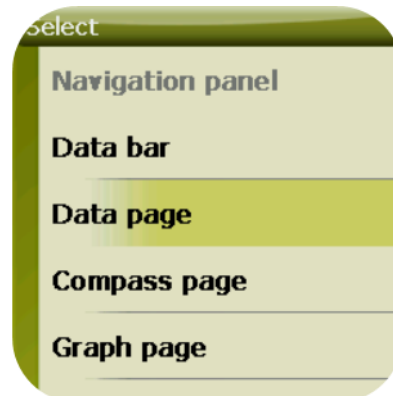 Select
Navigation panel
Data bar
Data page
Compass page
Graph page